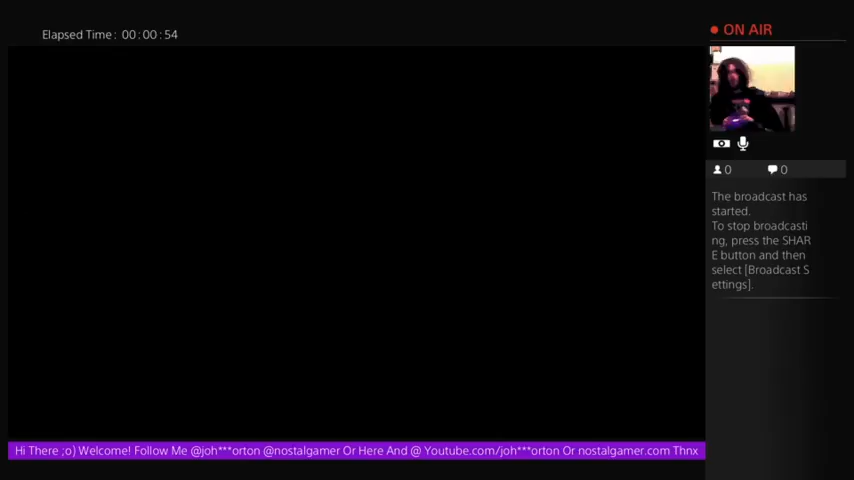 Elapsed Time : 00 : 00 : 54
ON AIR
0 0
The broadcast has
started.
To stop broadcasti
ng, press the SHAR
E button and then
select [Broadcast S
ettings].
Hi There ;o) Welcome! Follow Me @joh***orton @nostalgamer Or Here And @ Youtube.com/joh***orton Or nostalgamer.com Thnx